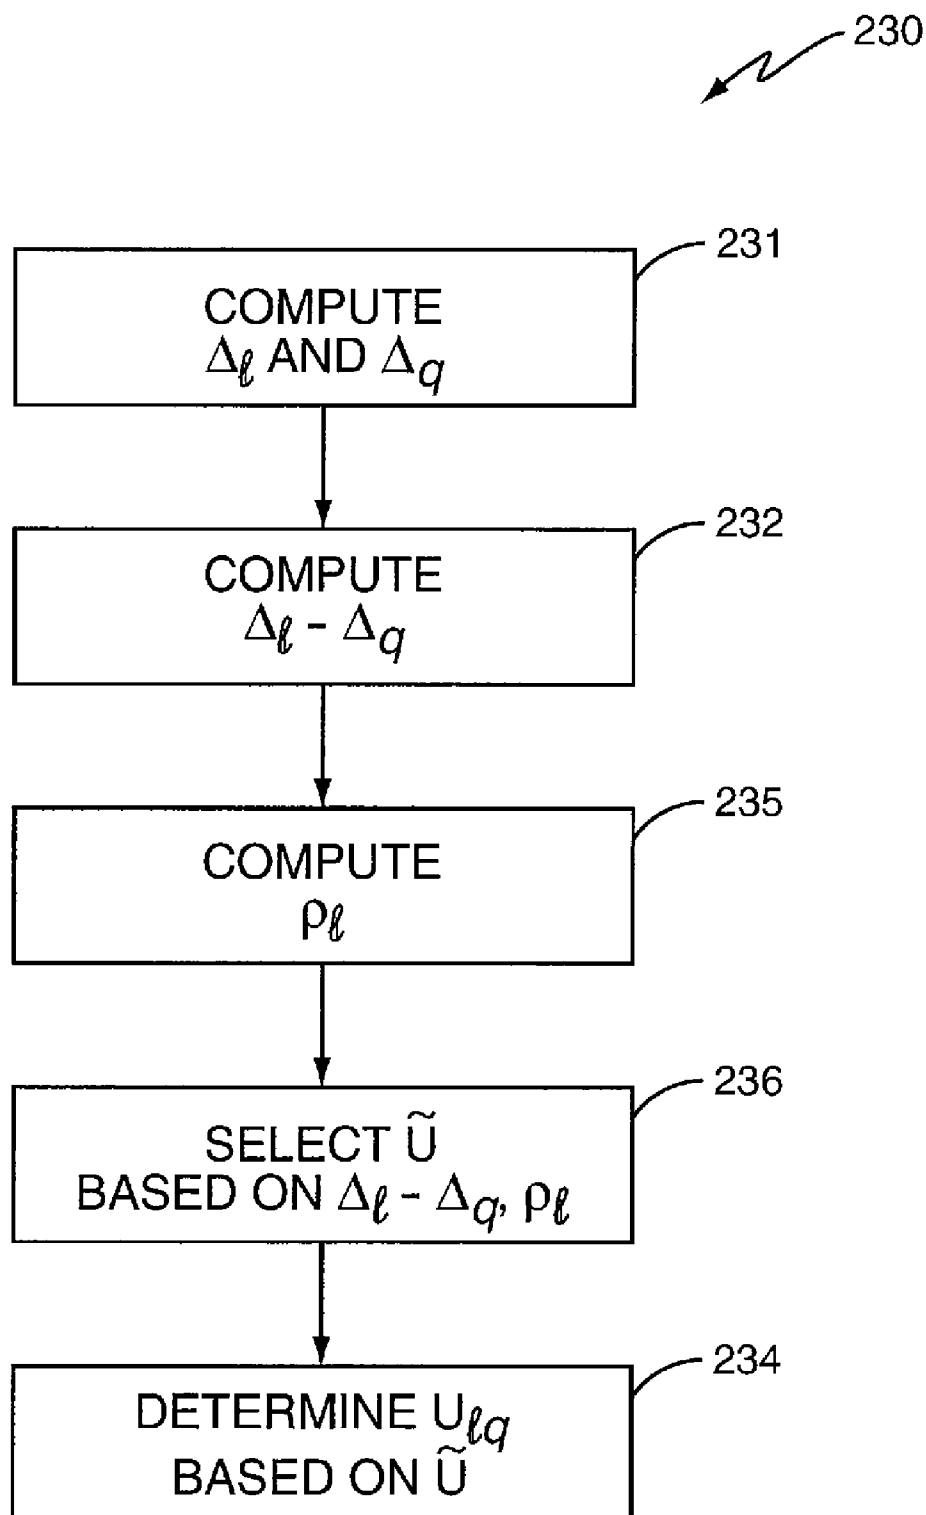 230
231
COMPUTE
Δℓ AND Δq
232
COMPUTE
Δℓ - Δq
235
COMPUTE
ρℓ
236
SELECT Ũ
BASED ON Δℓ - Δq, ρℓ
234
DETERMINE Uℓq
BASED ON Ũ